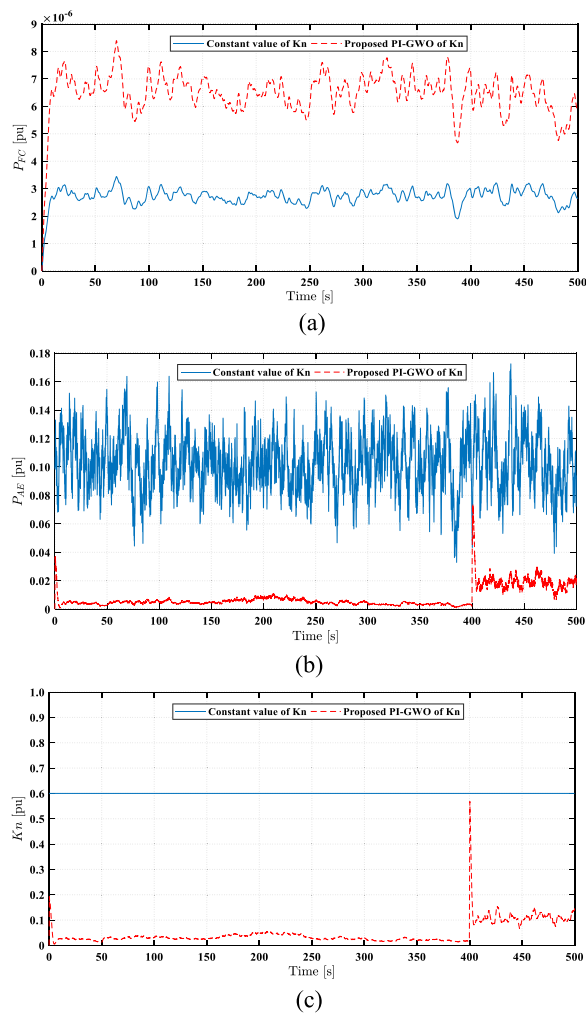 ×10⁻⁶
9
8
7
6
5
4
3
2
1
0
P_FC [pu]
Constant value of Kn
Proposed PI-GWO of Kn
0 50 100 150 200 250 300 350 400 450 500
Time [s]
(a)
0.18
0.16
0.14
0.12
0.10
0.08
0.06
0.04
0.02
0
P_AE [pu]
Constant value of Kn
Proposed PI-GWO of Kn
0 50 100 150 200 250 300 350 400 450 500
Time [s]
(b)
1.0
0.9
0.8
0.7
0.6
0.5
0.4
0.3
0.2
0.1
0
Kn [pu]
Constant value of Kn
Proposed PI-GWO of Kn
0 50 100 150 200 250 300 350 400 450 500
Time [s]
(c)